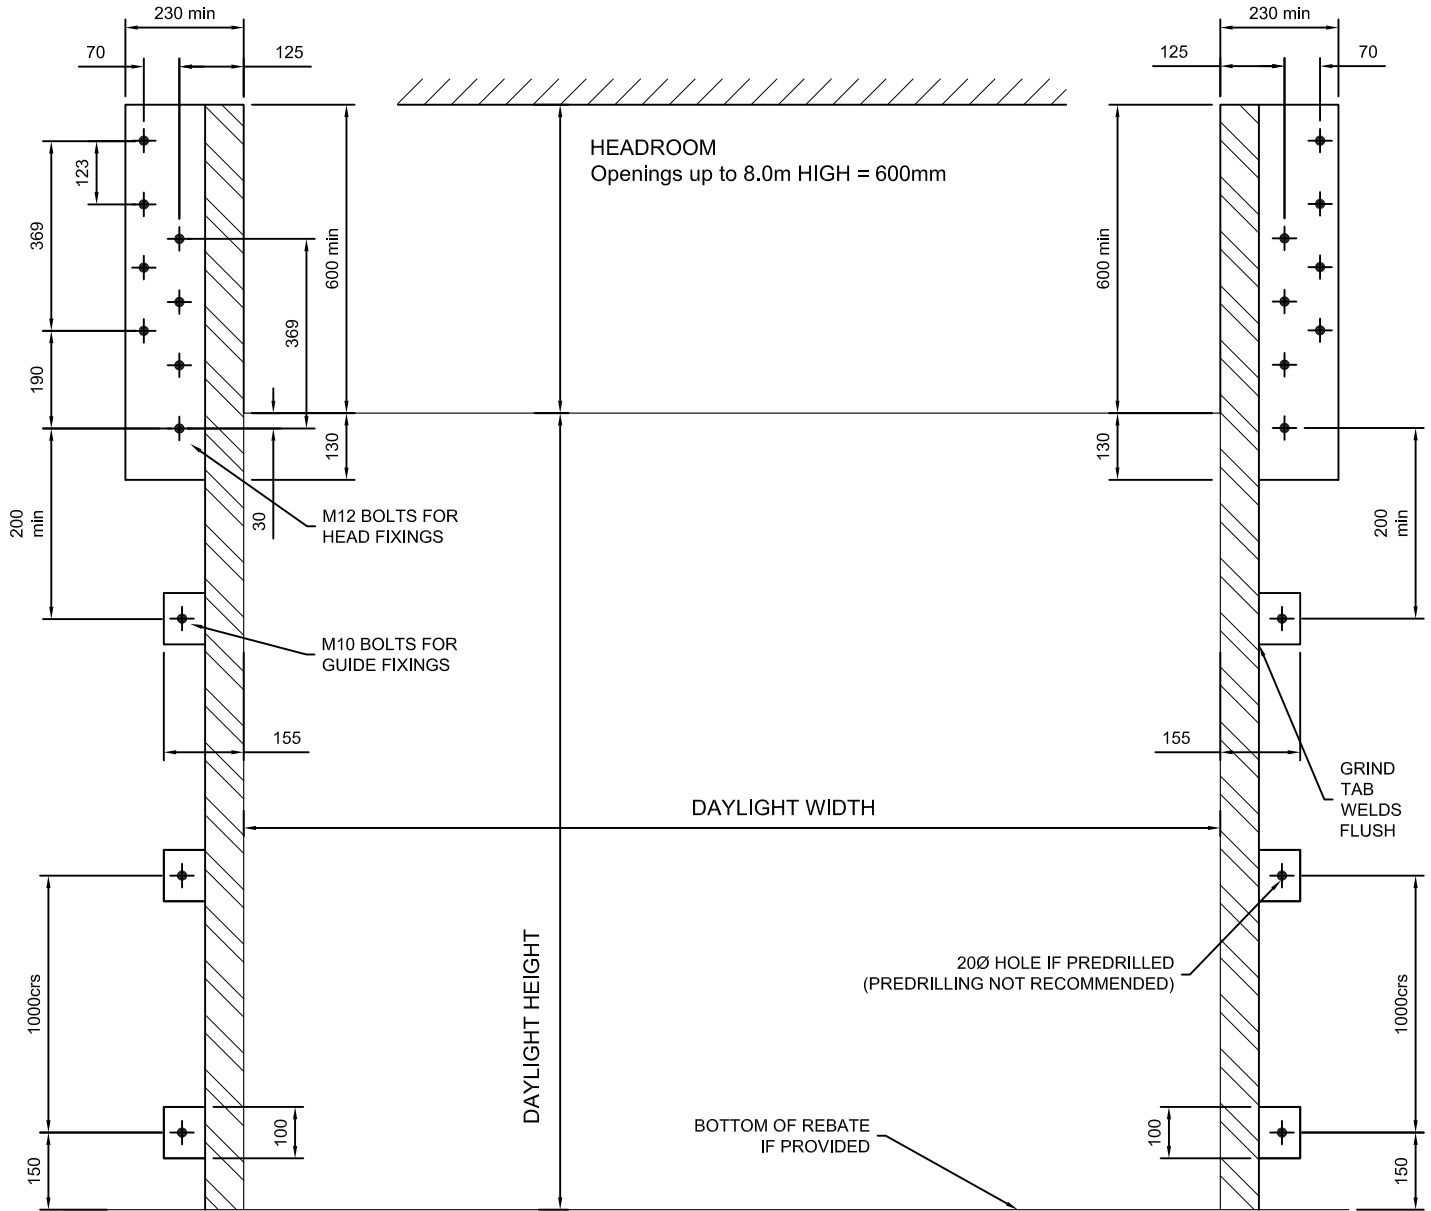 230 min
230 min
70
125
125
70
HEADROOM
Openings up to 8.0m HIGH = 600mm
123
369
600 min
600 min
369
190
130
130
M12 BOLTS FOR
HEAD FIXINGS
30
200
min
200
min
M10 BOLTS FOR
GUIDE FIXINGS
155
155
GRIND
TAB
WELDS
FLUSH
DAYLIGHT WIDTH
20Ø HOLE IF PREDRILLED
(PREDRILLING NOT RECOMMENDED)
1000crs
DAYLIGHT HEIGHT
1000crs
100
BOTTOM OF REBATE
IF PROVIDED
100
150
150